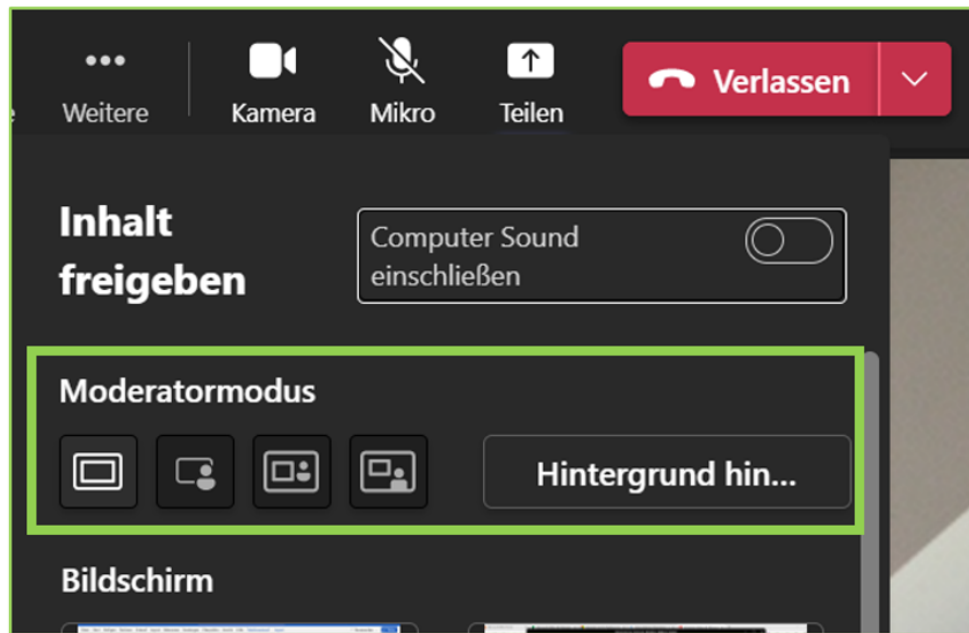 Weitere Kamera Mikro Teilen Verlassen
Inhalt
freigeben
Computer Sound
einschließen
Moderatormodus
Hintergrund hin...
Bildschirm